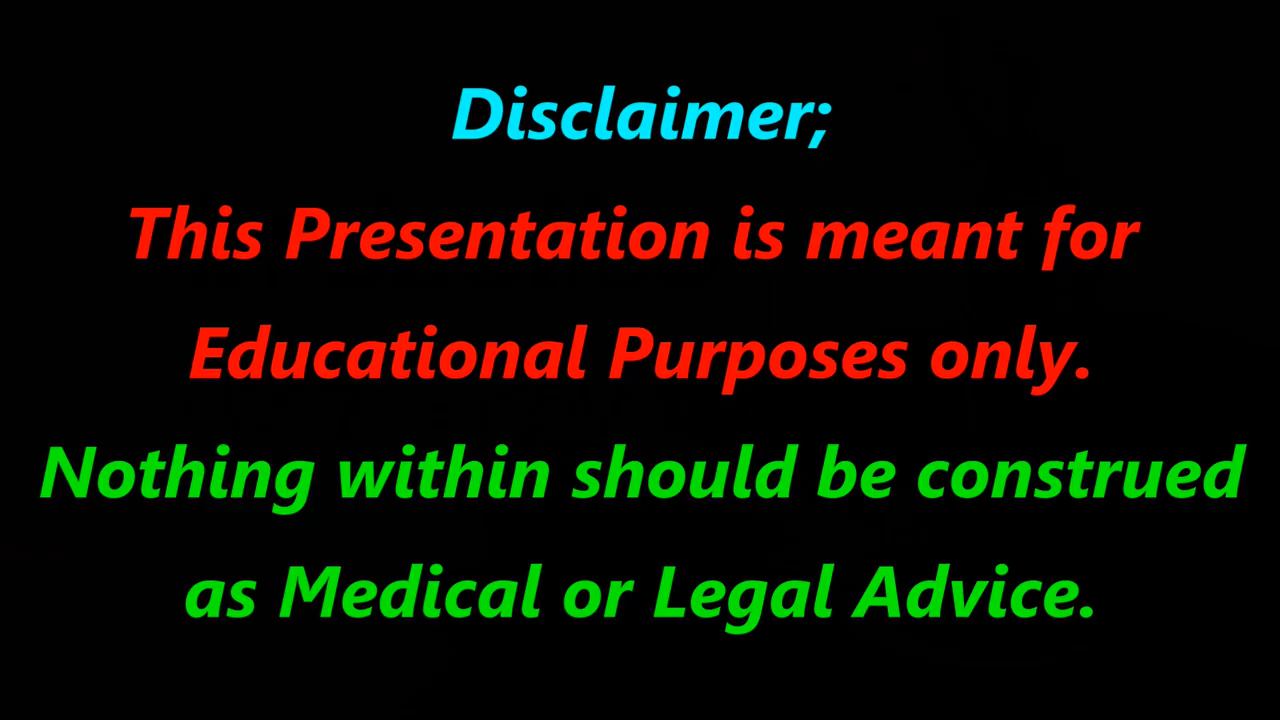 Disclaimer;
This Presentation is meant for
Educational Purposes only.
Nothing within should be construed
as Medical or Legal Advice.